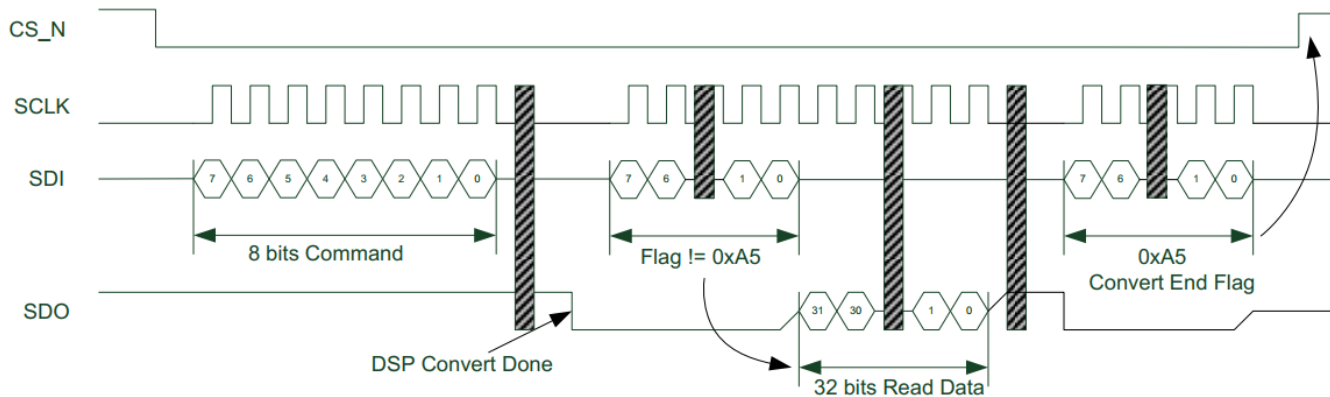 CS_N
SCLK
SDI
7 6 5 4 3 2 1 0 7 6 1 0 7 6 1 0
8 bits Command
Flag != 0xA5
0xA5
Convert End Flag
SDO
31 30 1 0
DSP Convert Done
32 bits Read Data